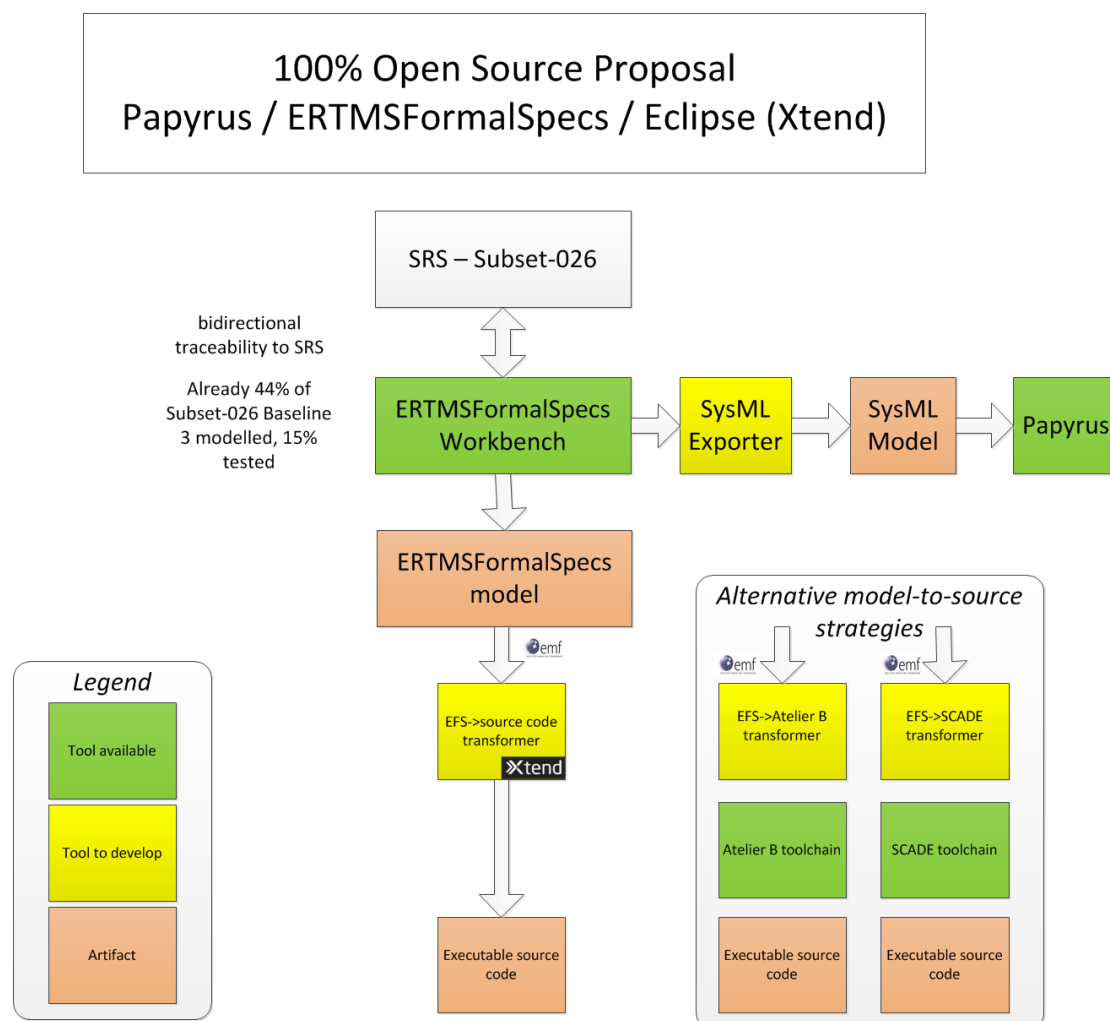 100% Open Source Proposal
Papyrus / ERTMSFormalSpecs / Eclipse (Xtend)
SRS – Subset-026
bidirectional
traceability to SRS
Already 44% of
Subset-026 Baseline
3 modelled, 15%
tested
ERTMSFormalSpecs
Workbench
SysML
Exporter
SysML
Model
Papyrus
ERTMSFormalSpecs
model
emf
EFS->source code
transformer
Xtend
Executable source
code
Alternative model-to-source
strategies
emf
EFS->Atelier B
transformer
Atelier B toolchain
Executable source
code
emf
EFS->SCADE
transformer
SCADE toolchain
Executable source
code
Legend
Tool available
Tool to develop
Artifact